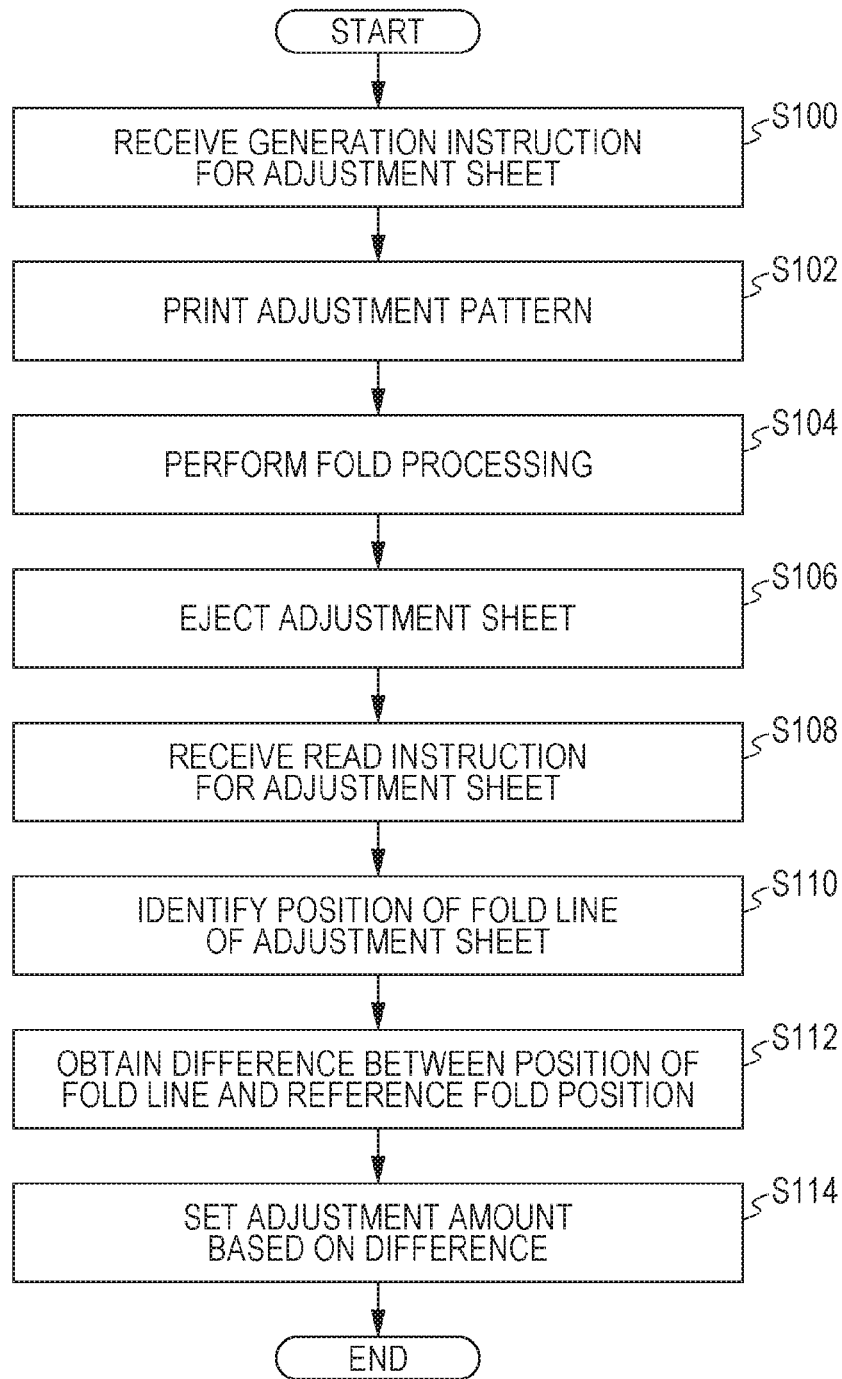 START
S100
RECEIVE GENERATION INSTRUCTION
FOR ADJUSTMENT SHEET
S102
PRINT ADJUSTMENT PATTERN
S104
PERFORM FOLD PROCESSING
S106
EJECT ADJUSTMENT SHEET
S108
RECEIVE READ INSTRUCTION
FOR ADJUSTMENT SHEET
S110
IDENTIFY POSITION OF FOLD LINE
OF ADJUSTMENT SHEET
S112
OBTAIN DIFFERENCE BETWEEN POSITION OF
FOLD LINE AND REFERENCE FOLD POSITION
S114
SET ADJUSTMENT AMOUNT
BASED ON DIFFERENCE
END